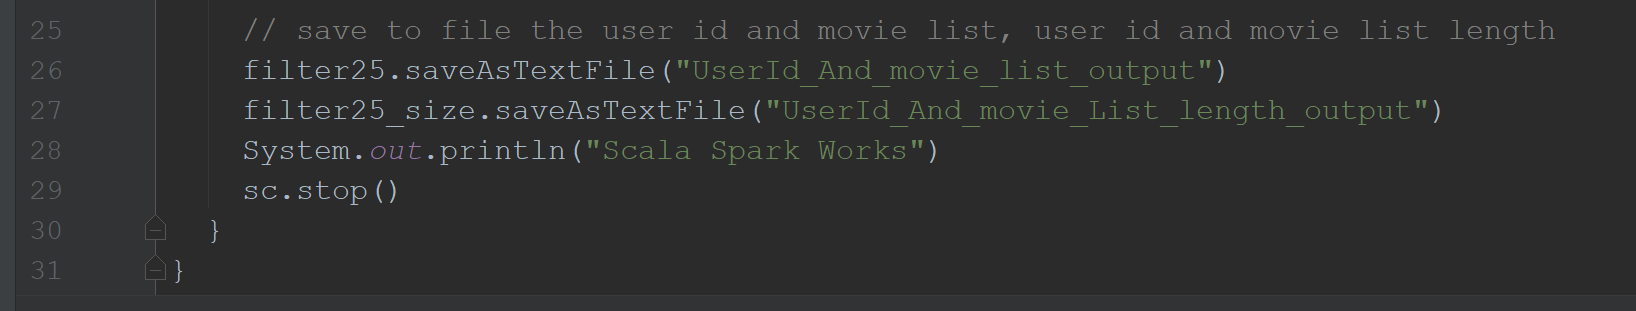 25 // save to file the user id and movie list, user id and movie list length
26 filter25.saveAsTextFile("UserId_And_movie_list_output")
27 filter25_size.saveAsTextFile("UserId_And_movie_List_length_output")
28 System.out.println("Scala Spark Works")
29 sc.stop()
30 }
31 }